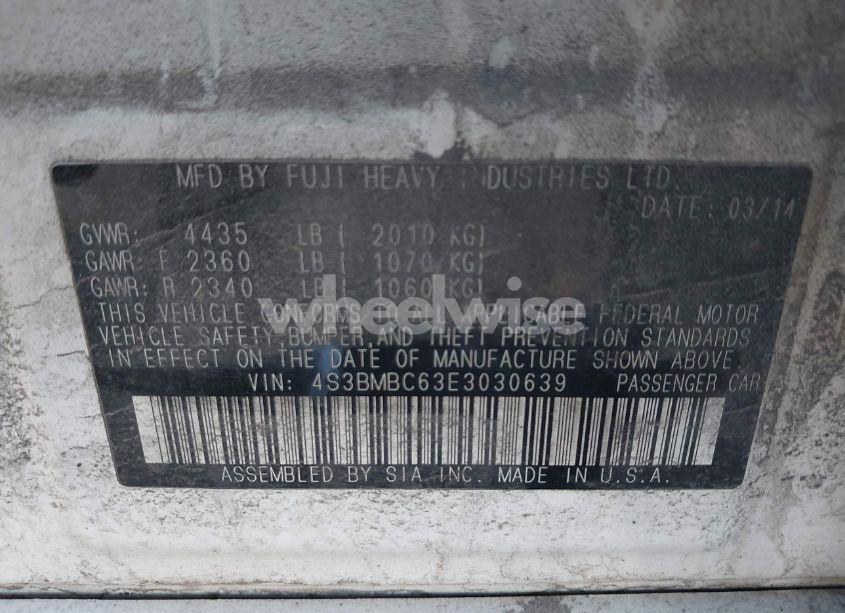 MFD BY FUJI HEAVY INDUSTRIES LTD.
DATE: 03/14
GVWR: 4435 LB ( 2010 KG)
GAWR: F 2360 LB ( 1070 KG)
GAWR: R 2340 LB ( 1060 KG)
wheelwise
THIS VEHICLE CONFORMS TO ALL APPLICABLE FEDERAL MOTOR
VEHICLE SAFETY BUMPER,AND THEFT PREVENTION STANDARDS
IN EFFECT ON THE DATE OF MANUFACTURE SHOWN ABOVE.
VIN: 4S3BMBC63E3030639 PASSENGER CAR
ASSEMBLED BY SIA INC. MADE IN U.S.A.